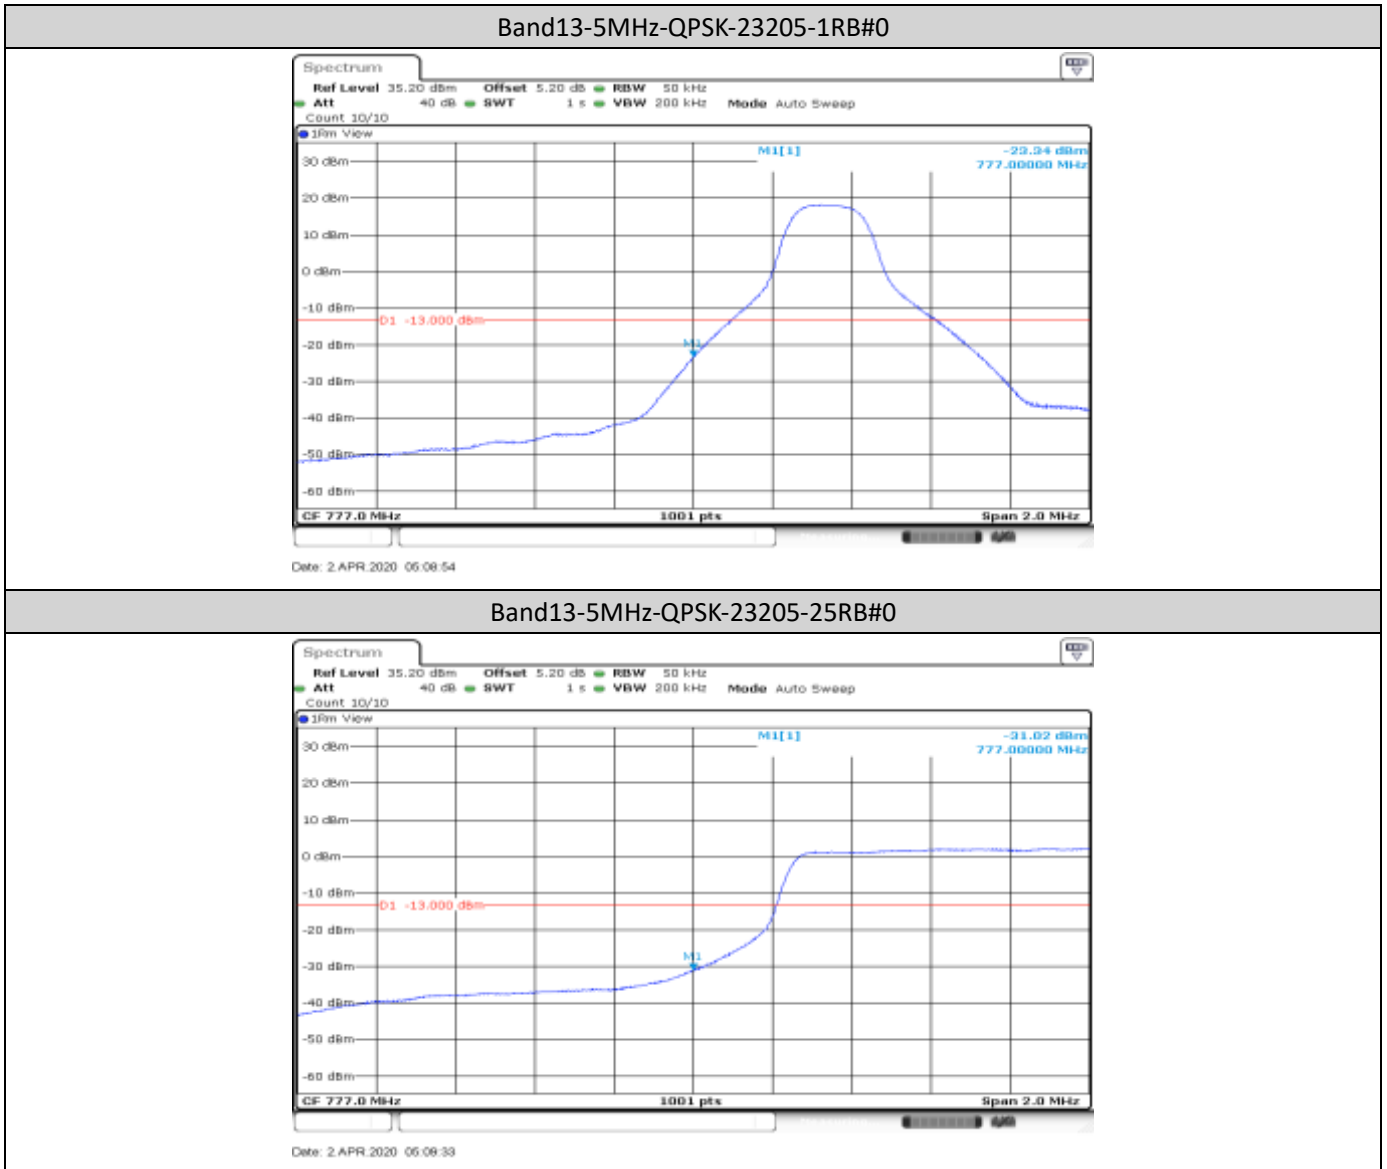 Band13-5MHz-QPSK-23205-1RB#0
Spectrum
Ref Level 35.20 dBm Offset 5.20 dB RBW 50 kHz
Att 40 dB SWT 1 s VBW 200 kHz Mode Auto Sweep
Count 10/10
1Rm View
M1[1] -23.34 dBm
777.00000 MHz
30 dBm
20 dBm
10 dBm
0 dBm
-10 dBm
D1 -13.000 dBm
-20 dBm
M1
-30 dBm
-40 dBm
-50 dBm
-60 dBm
CF 777.0 MHz 1001 pts Span 2.0 MHz
Date: 2.APR.2020 05:08:54
Band13-5MHz-QPSK-23205-25RB#0
Spectrum
Ref Level 35.20 dBm Offset 5.20 dB RBW 50 kHz
Att 40 dB SWT 1 s VBW 200 kHz Mode Auto Sweep
Count 10/10
1Rm View
M1[1] -31.02 dBm
777.00000 MHz
30 dBm
20 dBm
10 dBm
0 dBm
-10 dBm
D1 -13.000 dBm
-20 dBm
M1
-30 dBm
-40 dBm
-50 dBm
-60 dBm
CF 777.0 MHz 1001 pts Span 2.0 MHz
Date: 2.APR.2020 05:09:33